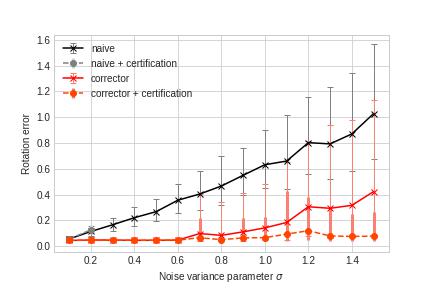 1.6
1.4
1.2
1.0
0.8
0.6
0.4
0.2
0.0
Rotation error
naive
naive + certification
corrector
corrector + certification
0.2 0.4 0.6 0.8 1.0 1.2 1.4
Noise variance parameter σ